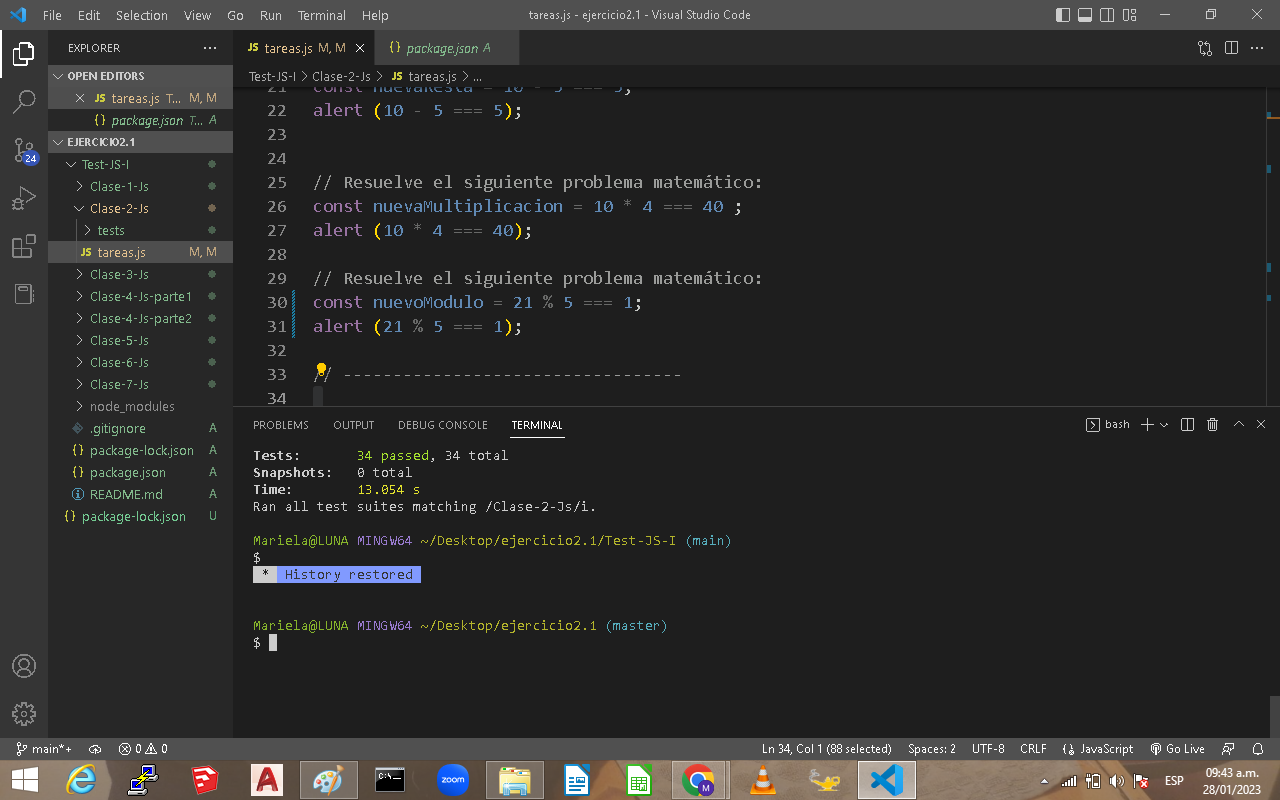 File Edit Selection View Go Run Terminal Help
tareas.js - ejercicio2.1 - Visual Studio Code
EXPLORER
OPEN EDITORS
JS tareas.js T... M, M
{} package.json T... A
EJERCICIO2.1
Test-JS-I
Clase-1-Js
Clase-2-Js
tests
JS tareas.js M, M
Clase-3-Js
Clase-4-Js-parte1
Clase-4-Js-parte2
Clase-5-Js
Clase-6-Js
Clase-7-Js
node_modules
.gitignore A
{} package-lock.json A
{} package.json A
README.md A
{} package-lock.json U
24
JS tareas.js M, M
{} package.json A
Test-JS-I > Clase-2-Js > JS tareas.js > ...
21 const nuevaResta = 10 - 5 === 5;
22 alert (10 - 5 === 5);
23
24
25 // Resuelve el siguiente problema matemático:
26 const nuevaMultiplicacion = 10 * 4 === 40 ;
27 alert (10 * 4 === 40);
28
29 // Resuelve el siguiente problema matemático:
30 const nuevoModulo = 21 % 5 === 1;
31 alert (21 % 5 === 1);
32
33 // ----------------------------------
34
PROBLEMS OUTPUT DEBUG CONSOLE TERMINAL
bash
Tests: 34 passed, 34 total
Snapshots: 0 total
Time: 13.054 s
Ran all test suites matching /Clase-2-Js/i.
Mariela@LUNA MINGW64 ~/Desktop/ejercicio2.1/Test-JS-I (main)
$
* History restored
Mariela@LUNA MINGW64 ~/Desktop/ejercicio2.1 (master)
$
main*+ 0 0
Ln 34, Col 1 (88 selected) Spaces: 2 UTF-8 CRLF JavaScript Go Live
C:\_
zoom
M
ESP
09:43 a.m.
28/01/2023